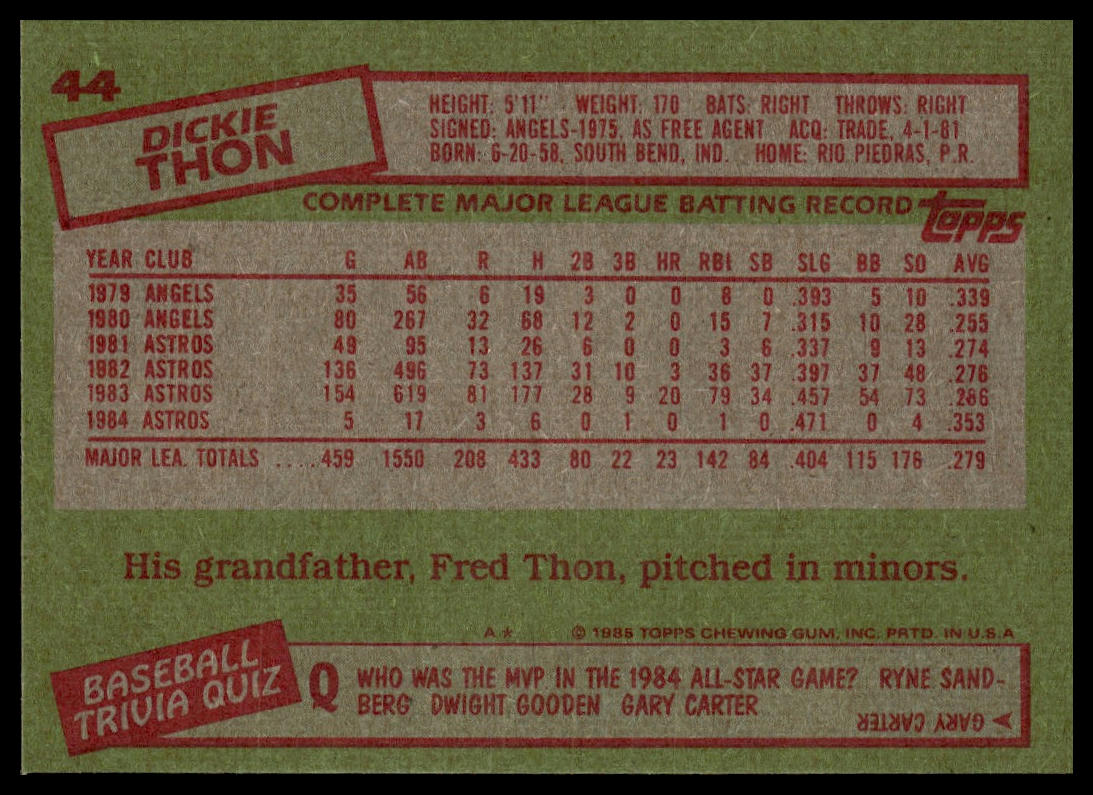 44
DICKIE
THON
HEIGHT: 5'11" WEIGHT: 170 BATS: RIGHT THROWS: RIGHT
SIGNED: ANGELS-1975, AS FREE AGENT ACQ: TRADE, 4-1-81
BORN: 6-20-58, SOUTH BEND, IND. HOME: RIO PIEDRAS, P.R.
COMPLETE MAJOR LEAGUE BATTING RECORD topps
YEAR CLUB G AB R H 2B 3B HR RBI SB SLG BB SO AVG
1979 ANGELS 35 56 6 19 3 0 0 8 0 .393 5 10 .339
1980 ANGELS 80 267 32 68 12 2 0 15 7 .315 10 28 .255
1981 ASTROS 49 95 13 26 6 0 0 3 6 .337 9 13 .274
1982 ASTROS 136 496 73 137 31 10 3 36 37 .397 37 48 .276
1983 ASTROS 154 619 81 177 28 9 20 79 34 .457 54 73 .286
1984 ASTROS 5 17 3 6 0 1 0 1 0 .471 0 4 .353
MAJOR LEA. TOTALS .....459 1550 208 433 80 22 23 142 84 .404 115 176 .279
His grandfather, Fred Thon, pitched in minors.
A* © 1985 TOPPS CHEWING GUM, INC. PRTD. IN U.S.A
BASEBALL
TRIVIA QUIZ
Q WHO WAS THE MVP IN THE 1984 ALL-STAR GAME? RYNE SAND-
BERG DWIGHT GOODEN GARY CARTER
GARY CARTER